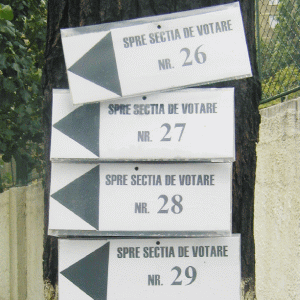 SPRE SECTIA DE VOTARE
NR. 26
SPRE SECTIA DE VOTARE
NR. 27
SPRE SECTIA DE VOTARE
NR. 28
SPRE SECTIA DE VOTARE
NR. 29